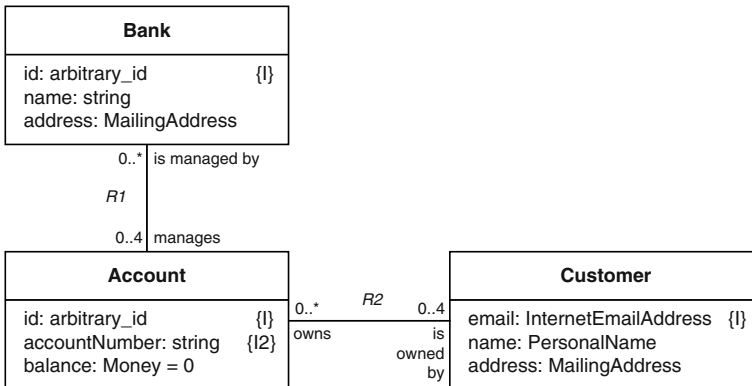 Bank
id: arbitrary_id {I}
name: string
address: MailingAddress
0..* is managed by
R1
0..4 manages
Account
id: arbitrary_id {I}
accountNumber: string {I2}
balance: Money = 0
0..* R2 0..4
owns is
owned
by
Customer
email: InternetEmailAddress {I}
name: PersonalName
address: MailingAddress